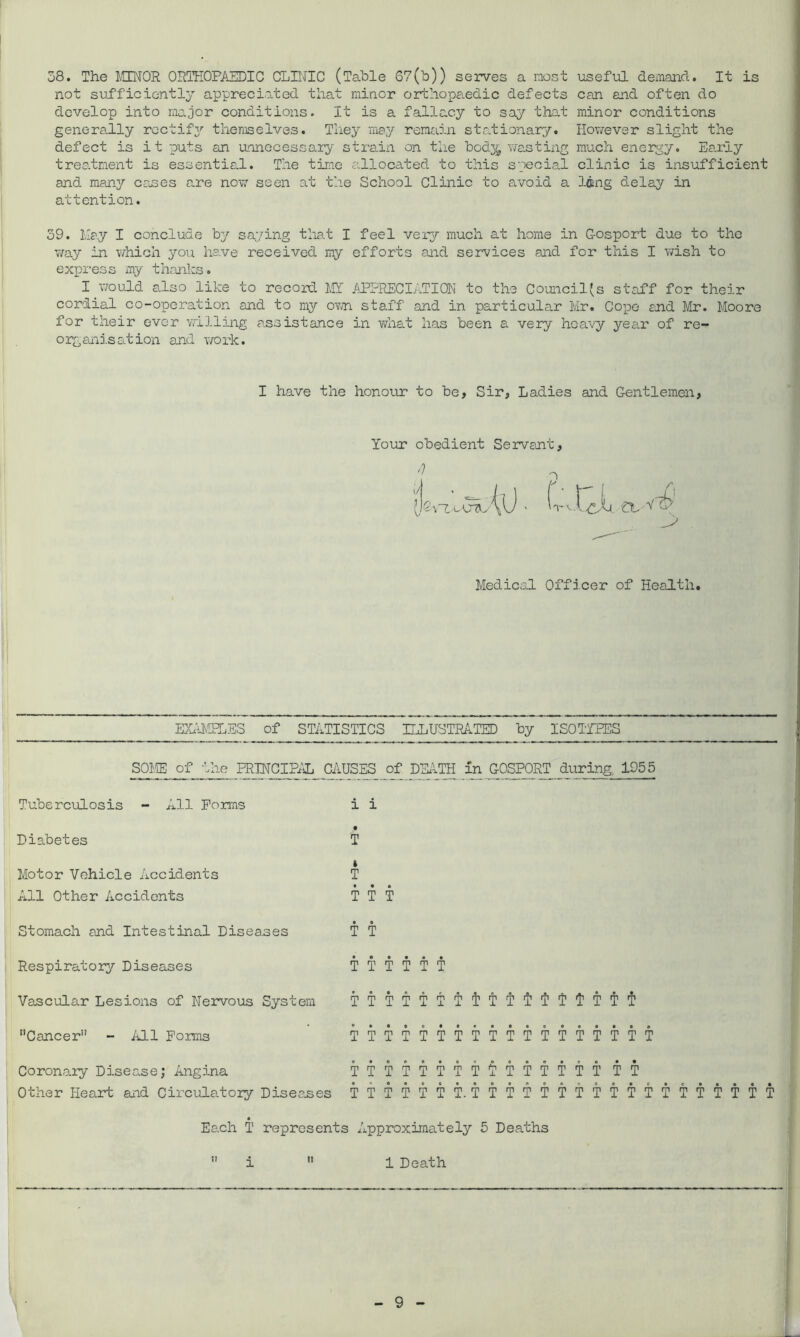 38. The MINOR ORTHOPAEDIC CLINIC (Table 67(b)) serves a most useful demand. It is
not sufficiently appreciated that minor orthopaedic defects can and often do
develop into major conditions. It is a fallacy to say that minor conditions
generally rectify themselves. They may remain stationary. However slight the
defect is it puts an unnecessary strain on the body, wasting much energy. Early
treatment is essential. The time allocated to this special clinic is insufficient
and many cases are now seen at the School Clinic to avoid a long delay in
attention.
39. May I conclude by saying that I feel very much at home in Gosport due to the
way in which you have received my efforts and services and for this I wish to
express my thanks.
I would also like to record MY APPRECIATION to the Council(s staff for their
cordial co-operation and to my own staff and in particular Mr. Cope and Mr. Moore
for their ever willing assistance in what has been a very heavy year of re-
organisation and work.
I have the honour to be, Sir, Ladies and Gentlemen,
Your obedient Servant,
Medical Officer of Health.
EXAMPLES of STATISTICS ILLUSTRATED by ISOTYPES
SOME of the PRINCIPAL CAUSES of DEATH in GOSPORT during 1955
Tuberculosis - All Forms i i
Diabetes T
Motor Vehicle Accidents T
All Other Accidents T T T
Stomach and Intestinal Diseases T T
Respiratory Diseases T T T T T T
Vascular Lesions of Nervous System T T T T T T T T T T T T T T T T T
"Cancer" - All Forms T T T T T T T T T T T T T T T T T T
Coronary Disease; Angina T T T T T T T T T T T T T T T T T
Other Heart and Circulatory Diseases T T T T T T T. T T T T T T T T T T T T T T T T T T
Each T represents Approximately 5 Deaths
" i " 1 Death
- 9 -